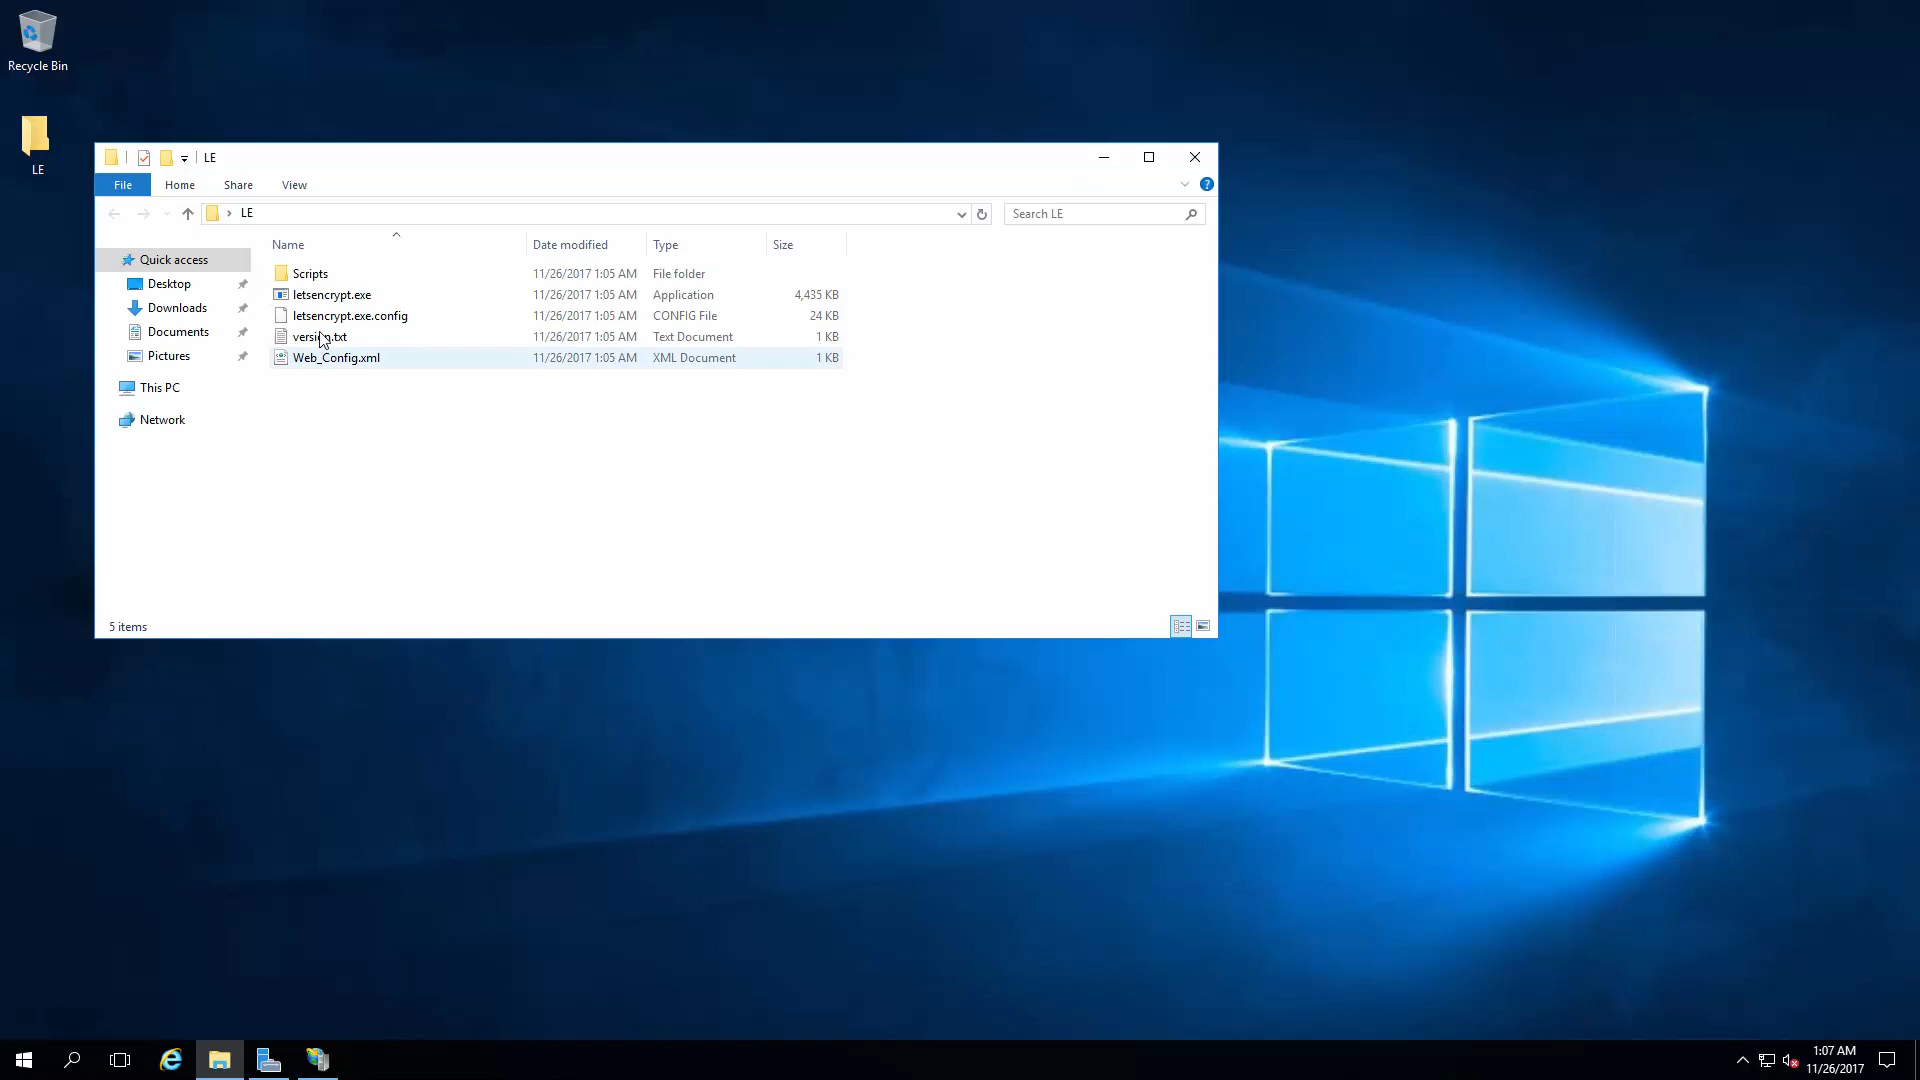 Recycle Bin
LE
LE
File Home Share View
LE
Search LE
Name Date modified Type Size
Quick access
Desktop
Downloads
Documents
Pictures
This PC
Network
Scripts 11/26/2017 1:05 AM File folder
letsencrypt.exe 11/26/2017 1:05 AM Application 4,435 KB
letsencrypt.exe.config 11/26/2017 1:05 AM CONFIG File 24 KB
version.txt 11/26/2017 1:05 AM Text Document 1 KB
Web_Config.xml 11/26/2017 1:05 AM XML Document 1 KB
5 items
1:07 AM
11/26/2017